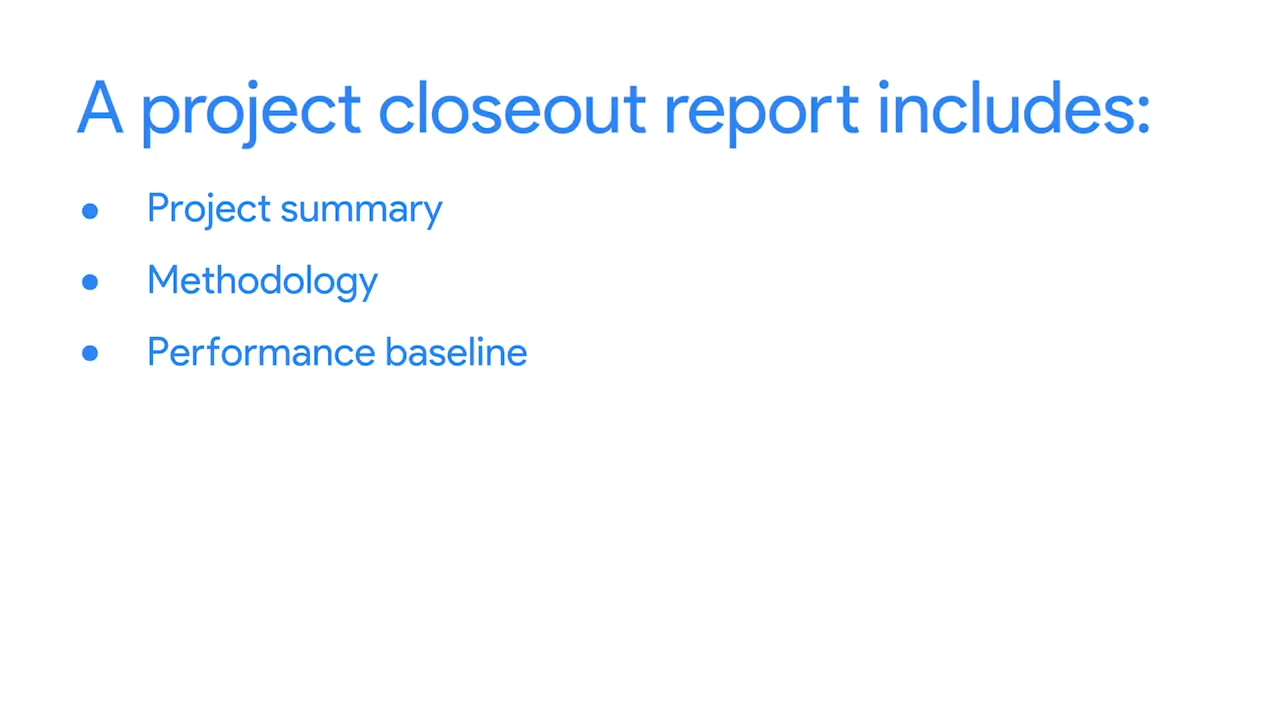 A project closeout report includes:
● Project summary
● Methodology
● Performance baseline